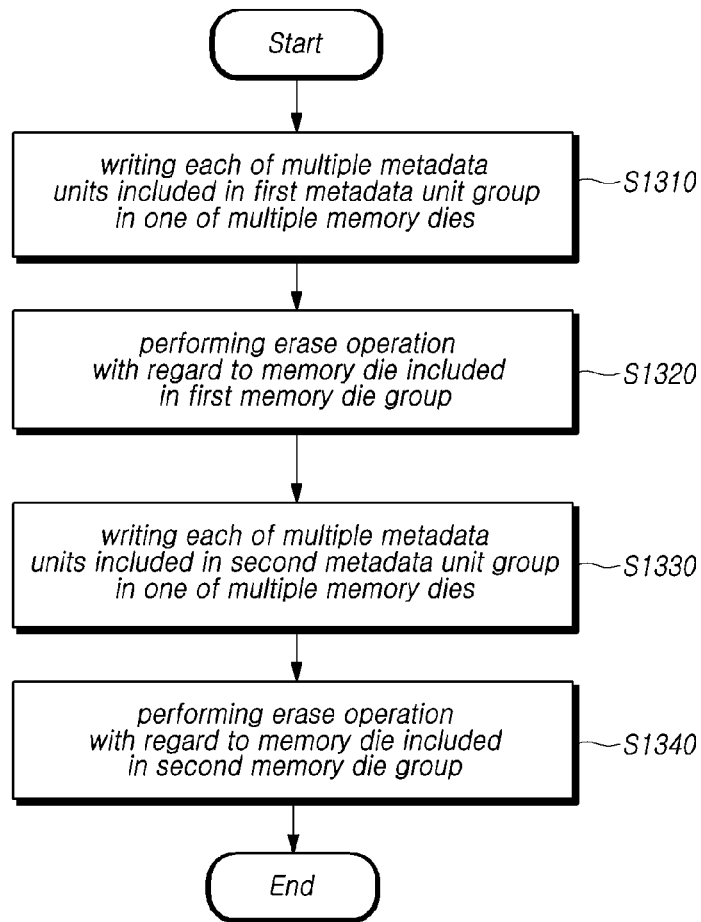 Start
writing each of multiple metadata
units included in first metadata unit group
in one of multiple memory dies
S1310
performing erase operation
with regard to memory die included
in first memory die group
S1320
writing each of multiple metadata
units included in second metadata unit group
in one of multiple memory dies
S1330
performing erase operation
with regard to memory die included
in second memory die group
S1340
End